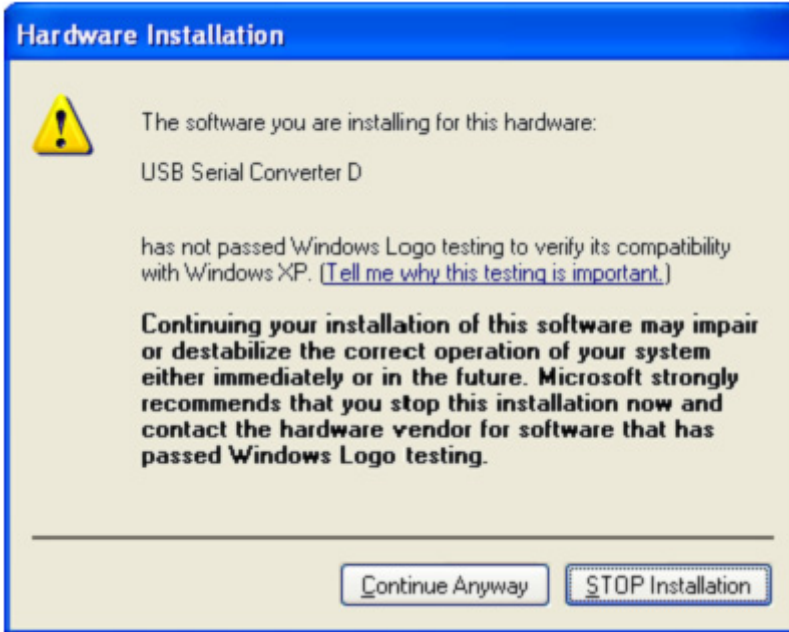 Hardware Installation
The software you are installing for this hardware:
USB Serial Converter D
has not passed Windows Logo testing to verify its compatibility
with Windows XP. (Tell me why this testing is important.)
Continuing your installation of this software may impair
or destabilize the correct operation of your system
either immediately or in the future. Microsoft strongly
recommends that you stop this installation now and
contact the hardware vendor for software that has
passed Windows Logo testing.
Continue Anyway
STOP Installation